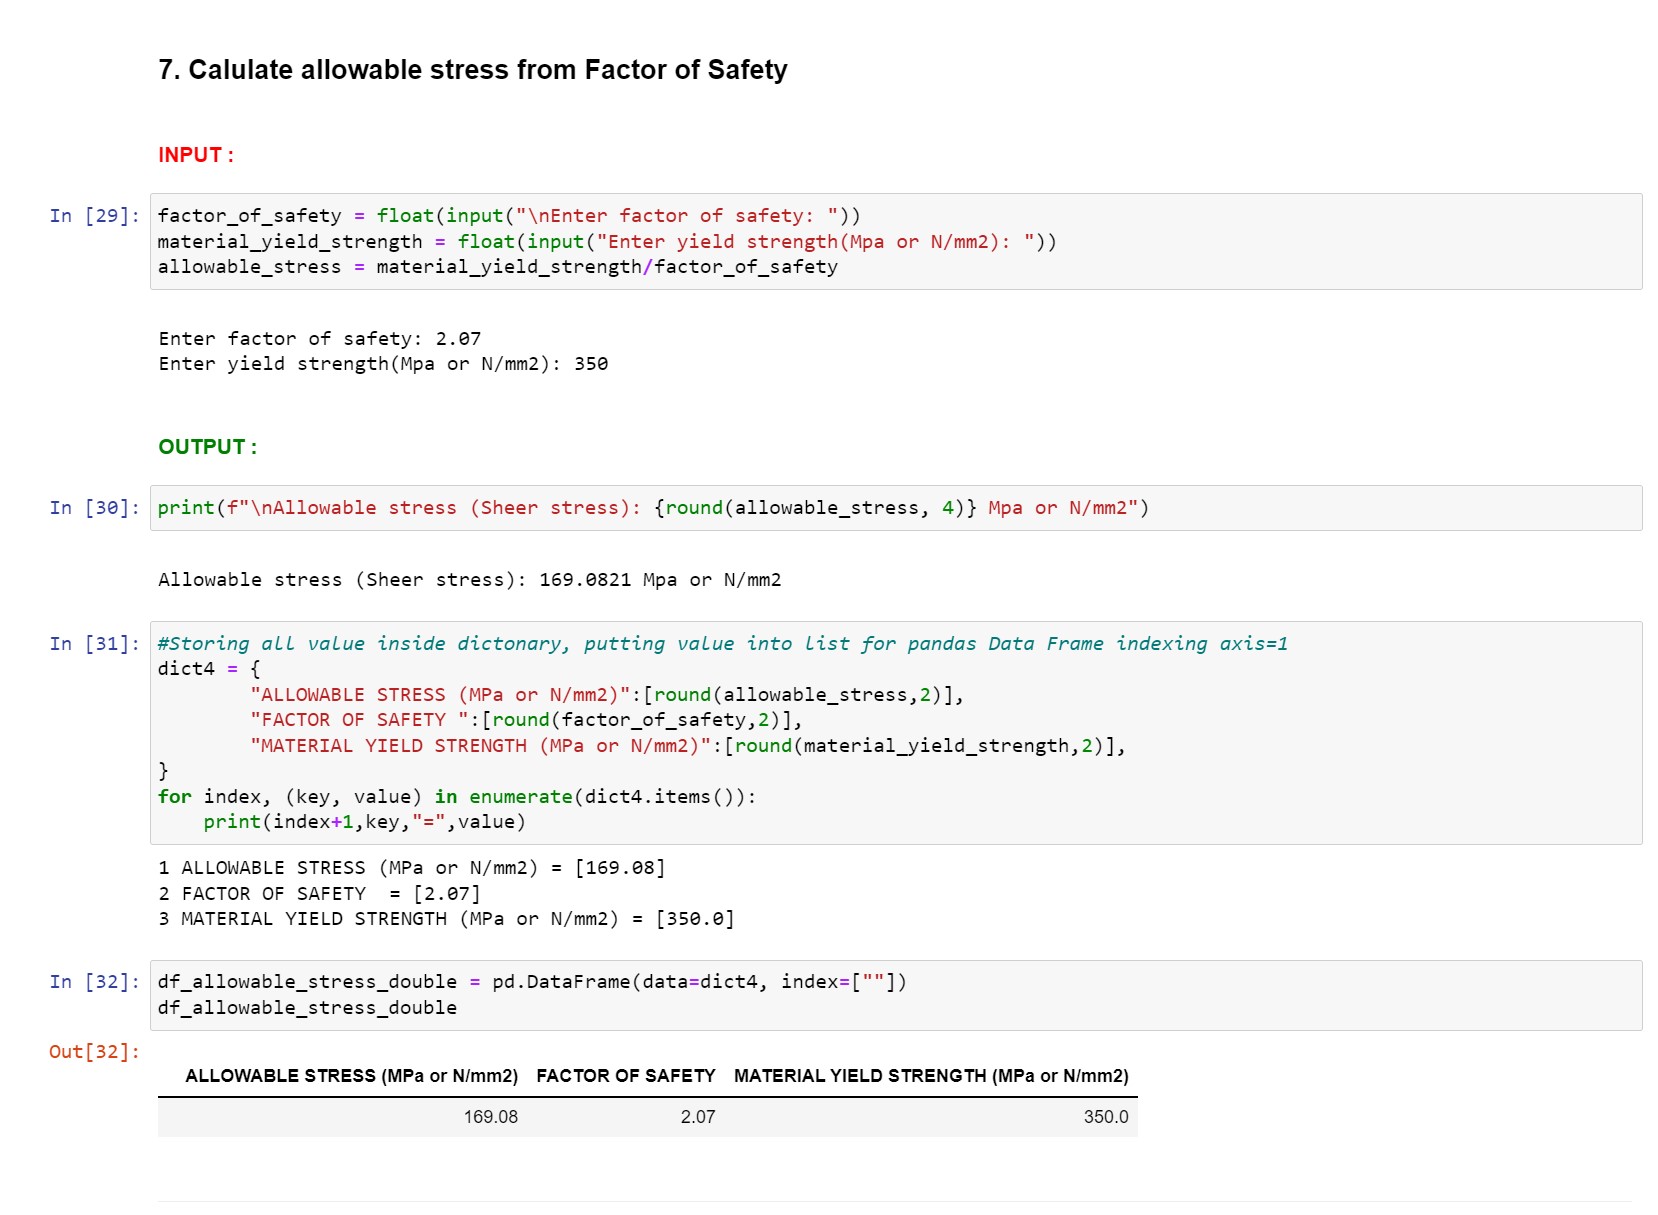 7. Calulate allowable stress from Factor of Safety
INPUT :
In [29]: factor_of_safety = float(input("\nEnter factor of safety: "))
material_yield_strength = float(input("Enter yield strength(Mpa or N/mm2): "))
allowable_stress = material_yield_strength/factor_of_safety
Enter factor of safety: 2.07
Enter yield strength(Mpa or N/mm2): 350
OUTPUT :
In [30]: print(f"\nAllowable stress (Sheer stress): {round(allowable_stress, 4)} Mpa or N/mm2")
Allowable stress (Sheer stress): 169.0821 Mpa or N/mm2
In [31]: #Storing all value inside dictonary, putting value into list for pandas Data Frame indexing axis=1
dict4 = {
"ALLOWABLE STRESS (MPa or N/mm2)":[round(allowable_stress,2)],
"FACTOR OF SAFETY ":[round(factor_of_safety,2)],
"MATERIAL YIELD STRENGTH (MPa or N/mm2)":[round(material_yield_strength,2)],
}
for index, (key, value) in enumerate(dict4.items()):
print(index+1,key,"=",value)
1 ALLOWABLE STRESS (MPa or N/mm2) = [169.08]
2 FACTOR OF SAFETY  = [2.07]
3 MATERIAL YIELD STRENGTH (MPa or N/mm2) = [350.0]
In [32]: df_allowable_stress_double = pd.DataFrame(data=dict4, index=[""])
df_allowable_stress_double
Out[32]:
ALLOWABLE STRESS (MPa or N/mm2) FACTOR OF SAFETY MATERIAL YIELD STRENGTH (MPa or N/mm2)
169.08 2.07 350.0